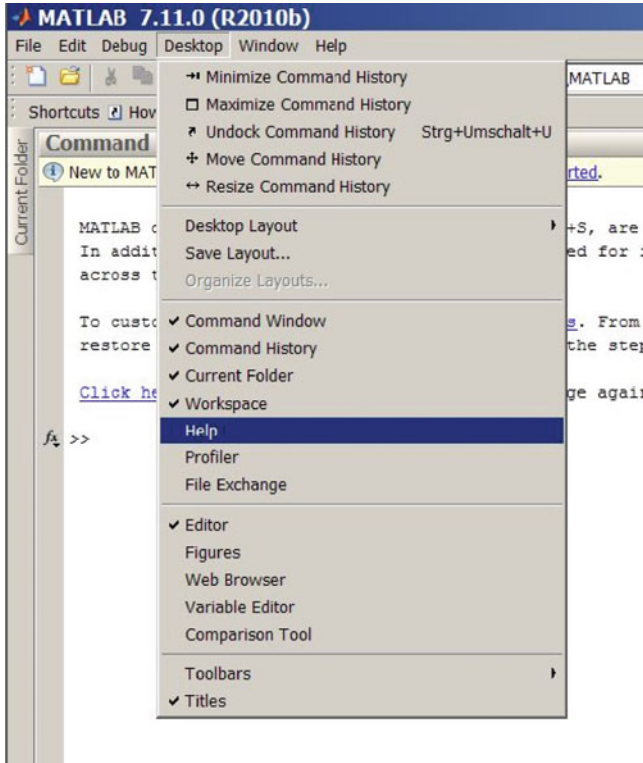 MATLAB 7.11.0 (R2010b)
File Edit Debug Desktop Window Help
MATLAB
Shortcuts How
Current Folder
Command
New to MAT
rted.
Minimize Command History
Maximize Command History
Undock Command History Strg+Umschalt+U
Move Command History
Resize Command History
Desktop Layout
Save Layout...
Organize Layouts...
Command Window
Command History
Current Folder
Workspace
Help
Profiler
File Exchange
Editor
Figures
Web Browser
Variable Editor
Comparison Tool
Toolbars
Titles
MATLAB
+S, are
In addit
ed for
across t
To custo
s. From
restore
the step
Click he
ge again
fx >>